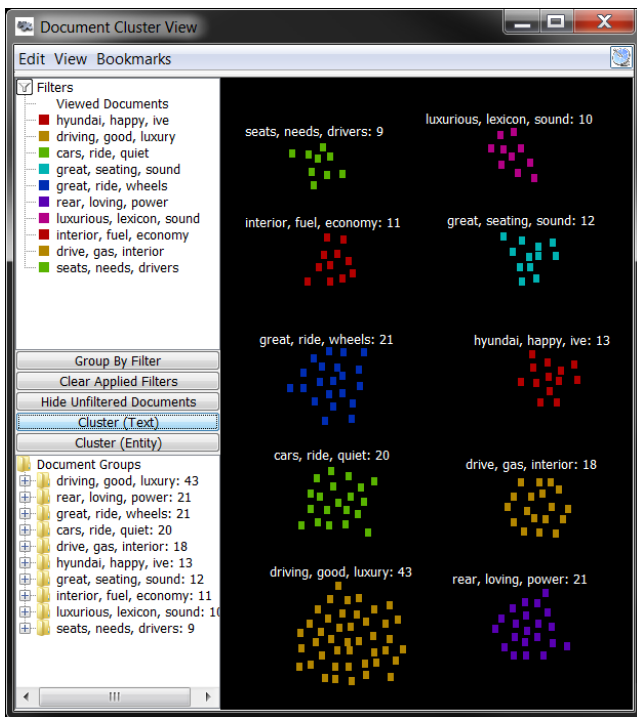 Document Cluster View
Edit View Bookmarks
Filters
Viewed Documents
hyundai, happy, ive
driving, good, luxury
cars, ride, quiet
great, seating, sound
great, ride, wheels
rear, loving, power
luxurious, lexicon, sound
interior, fuel, economy
drive, gas, interior
seats, needs, drivers
Group By Filter
Clear Applied Filters
Hide Unfiltered Documents
Cluster (Text)
Cluster (Entity)
Document Groups
driving, good, luxury: 43
rear, loving, power: 21
great, ride, wheels: 21
cars, ride, quiet: 20
drive, gas, interior: 18
hyundai, happy, ive: 13
great, seating, sound: 12
interior, fuel, economy: 11
luxurious, lexicon, sound: 10
seats, needs, drivers: 9
seats, needs, drivers: 9
luxurious, lexicon, sound: 10
interior, fuel, economy: 11
great, seating, sound: 12
great, ride, wheels: 21
hyundai, happy, ive: 13
cars, ride, quiet: 20
drive, gas, interior: 18
driving, good, luxury: 43
rear, loving, power: 21